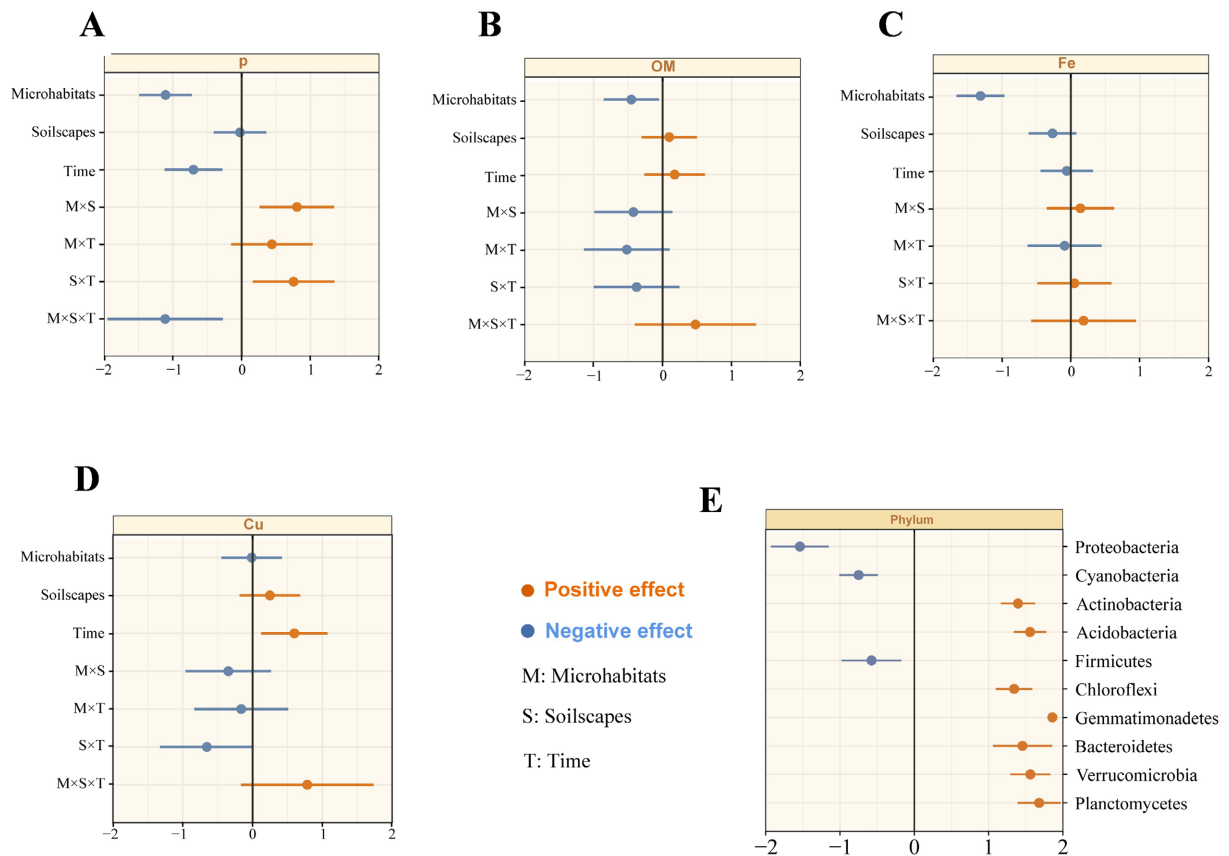 A
p
Microhabitats
Soilscapes
Time
M×S
M×T
S×T
M×S×T
−2 −1 0 1 2
B
OM
Microhabitats
Soilscapes
Time
M×S
M×T
S×T
M×S×T
−2 −1 0 1 2
C
Fe
Microhabitats
Soilscapes
Time
M×S
M×T
S×T
M×S×T
−2 −1 0 1 2
D
Cu
Microhabitats
Soilscapes
Time
M×S
M×T
S×T
M×S×T
−2 −1 0 1 2
Positive effect
Negative effect
M: Microhabitats
S: Soilscapes
T: Time
E
Phylum
Proteobacteria
Cyanobacteria
Actinobacteria
Acidobacteria
Firmicutes
Chloroflexi
Gemmatimonadetes
Bacteroidetes
Verrucomicrobia
Planctomycetes
−2 −1 0 1 2